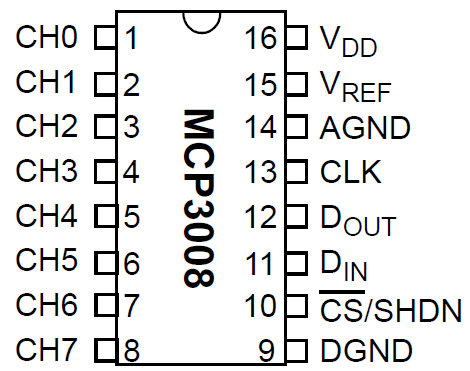 CH0 1 16 VDD
CH1 2 15 VREF
CH2 3 14 AGND
CH3 4 13 CLK
CH4 5 12 DOUT
CH5 6 11 DIN
CH6 7 10 C̅S̅/SHDN
CH7 8 9 DGND
MCP3008